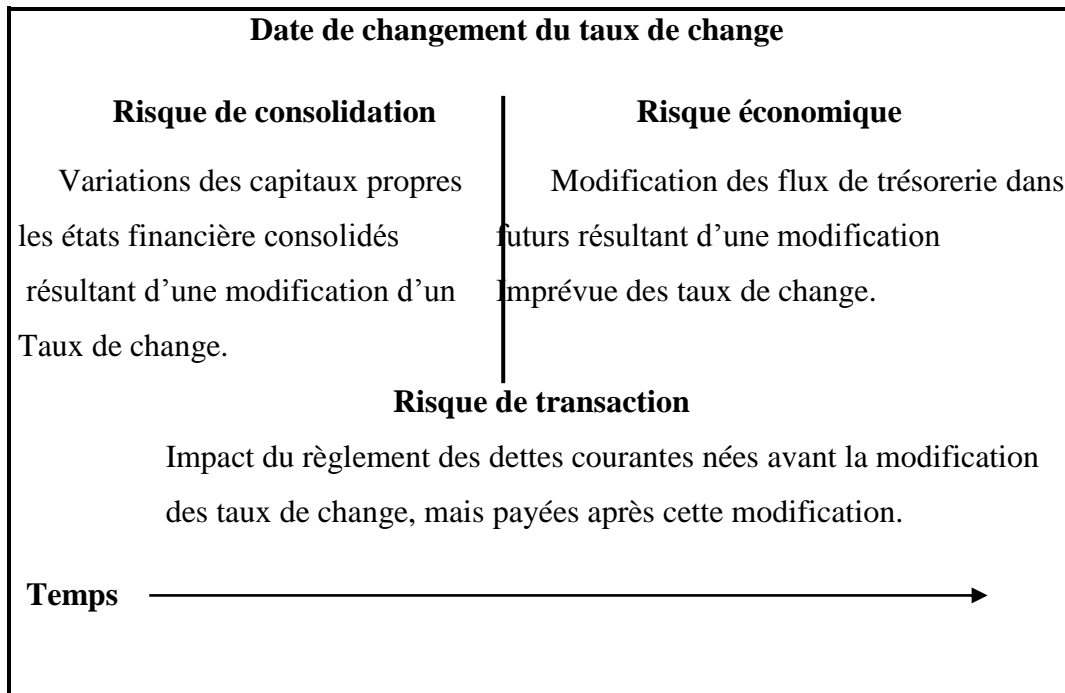 Date de changement du taux de change
Risque de consolidation
Variations des capitaux propres
les états financière consolidés
résultant d'une modification d'un
Taux de change.
Risque économique
Modification des flux de trésorerie dans
futurs résultant d'une modification
Imprévue des taux de change.
Risque de transaction
Impact du règlement des dettes courantes nées avant la modification
des taux de change, mais payées après cette modification.
Temps